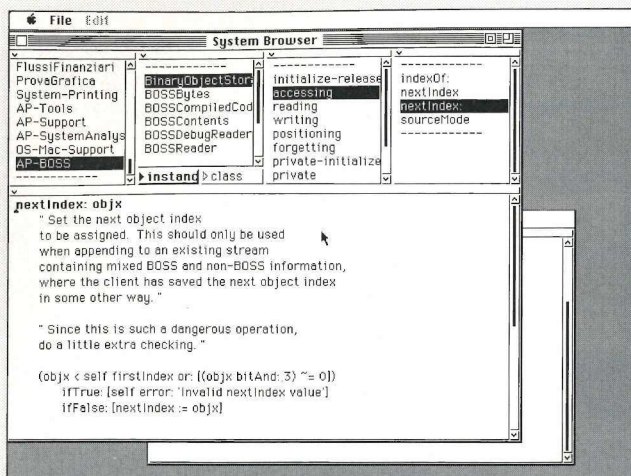 File Edit
System Browser
FlussiFinanziari
ProvaGrafica
System-Printing
AP-Tools
AP-Support
AP-SystemAnalys
OS-Mac-Support
AP-BOSS
------------
------------
BinaryObjectStor
BOSSBytes
BOSSCompiledCod
BOSSContents
BOSSDebugReader
BOSSReader
instanc class
------------
initialize-release
accessing
reading
writing
positioning
forgetting
private-initialize
private
------------
indexOf:
nextIndex
nextIndex:
sourceMode
------------
nextIndex: objx
" Set the next object index
to be assigned. This should only be used
when appending to an existing stream
containing mixed BOSS and non-BOSS information,
where the client has saved the next object index
in some other way. "
" Since this is such a dangerous operation,
do a little extra checking. "
(objx < self firstIndex or: [(objx bitAnd: 3) ~= 0])
ifTrue: [self error: 'Invalid nextIndex value']
ifFalse: [nextIndex := objx]